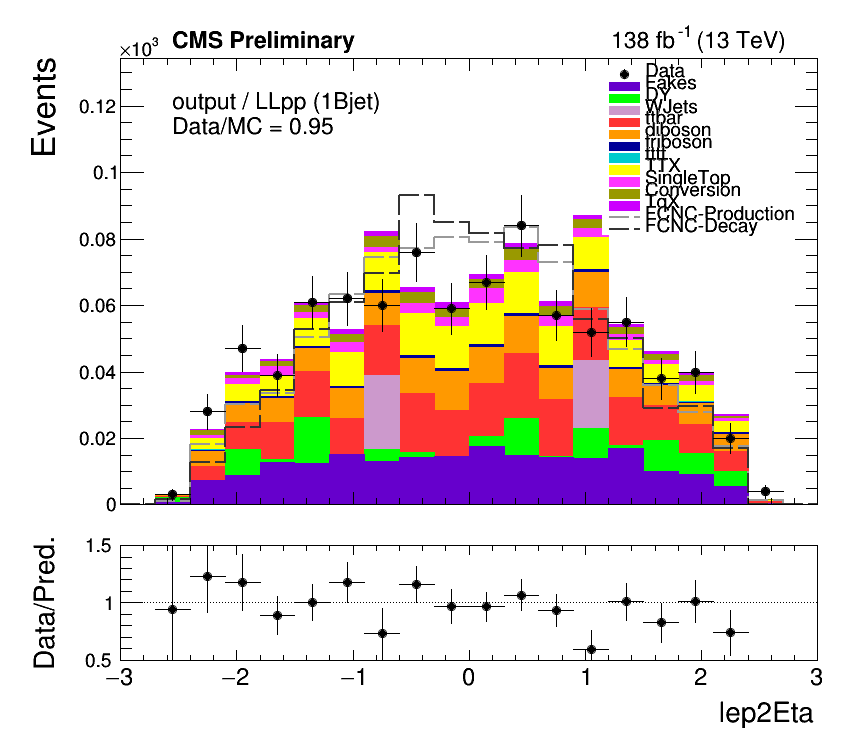 ×10³ CMS Preliminary 138 fb⁻¹ (13 TeV)
Events
output / LLpp (1Bjet)
Data/MC = 0.95
Data
Fakes
DY
WJets
ttbar
diboson
triboson
tttt
TTX
SingleTop
Conversion
TqX
FCNC-Production
FCNC-Decay
0.12
0.1
0.08
0.06
0.04
0.02
0
Data/Pred.
1.5
1
0.5
−3 −2 −1 0 1 2 3
lep2Eta